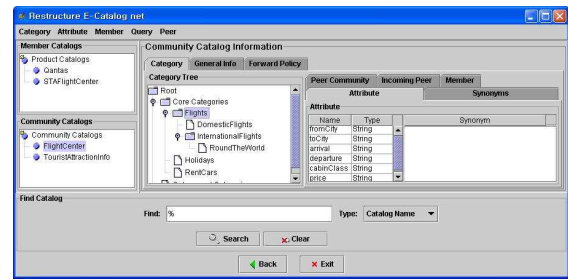 Restructure E-Catalog net
Category Attribute Member Query Peer
Member Catalogs
Product Catalogs
Qantas
STAFlightCenter
Community Catalogs
Community Catalogs
FlightCenter
TouristAttractionInfo
Community Catalog Information
Category General Info Forward Policy
Category Tree
Root
Core Categories
Flights
DomesticFlights
InternationalFlights
RoundTheWorld
Holidays
RentCars
Peer Community Incoming Peer Member
Attribute Synonyms
Attribute
Name Type Synonym
fromCity String
toCity String
arrival String
departure String
cabinClass String
price String
Find Catalog
Find: % Type: Catalog Name
Search Clear
Back Exit